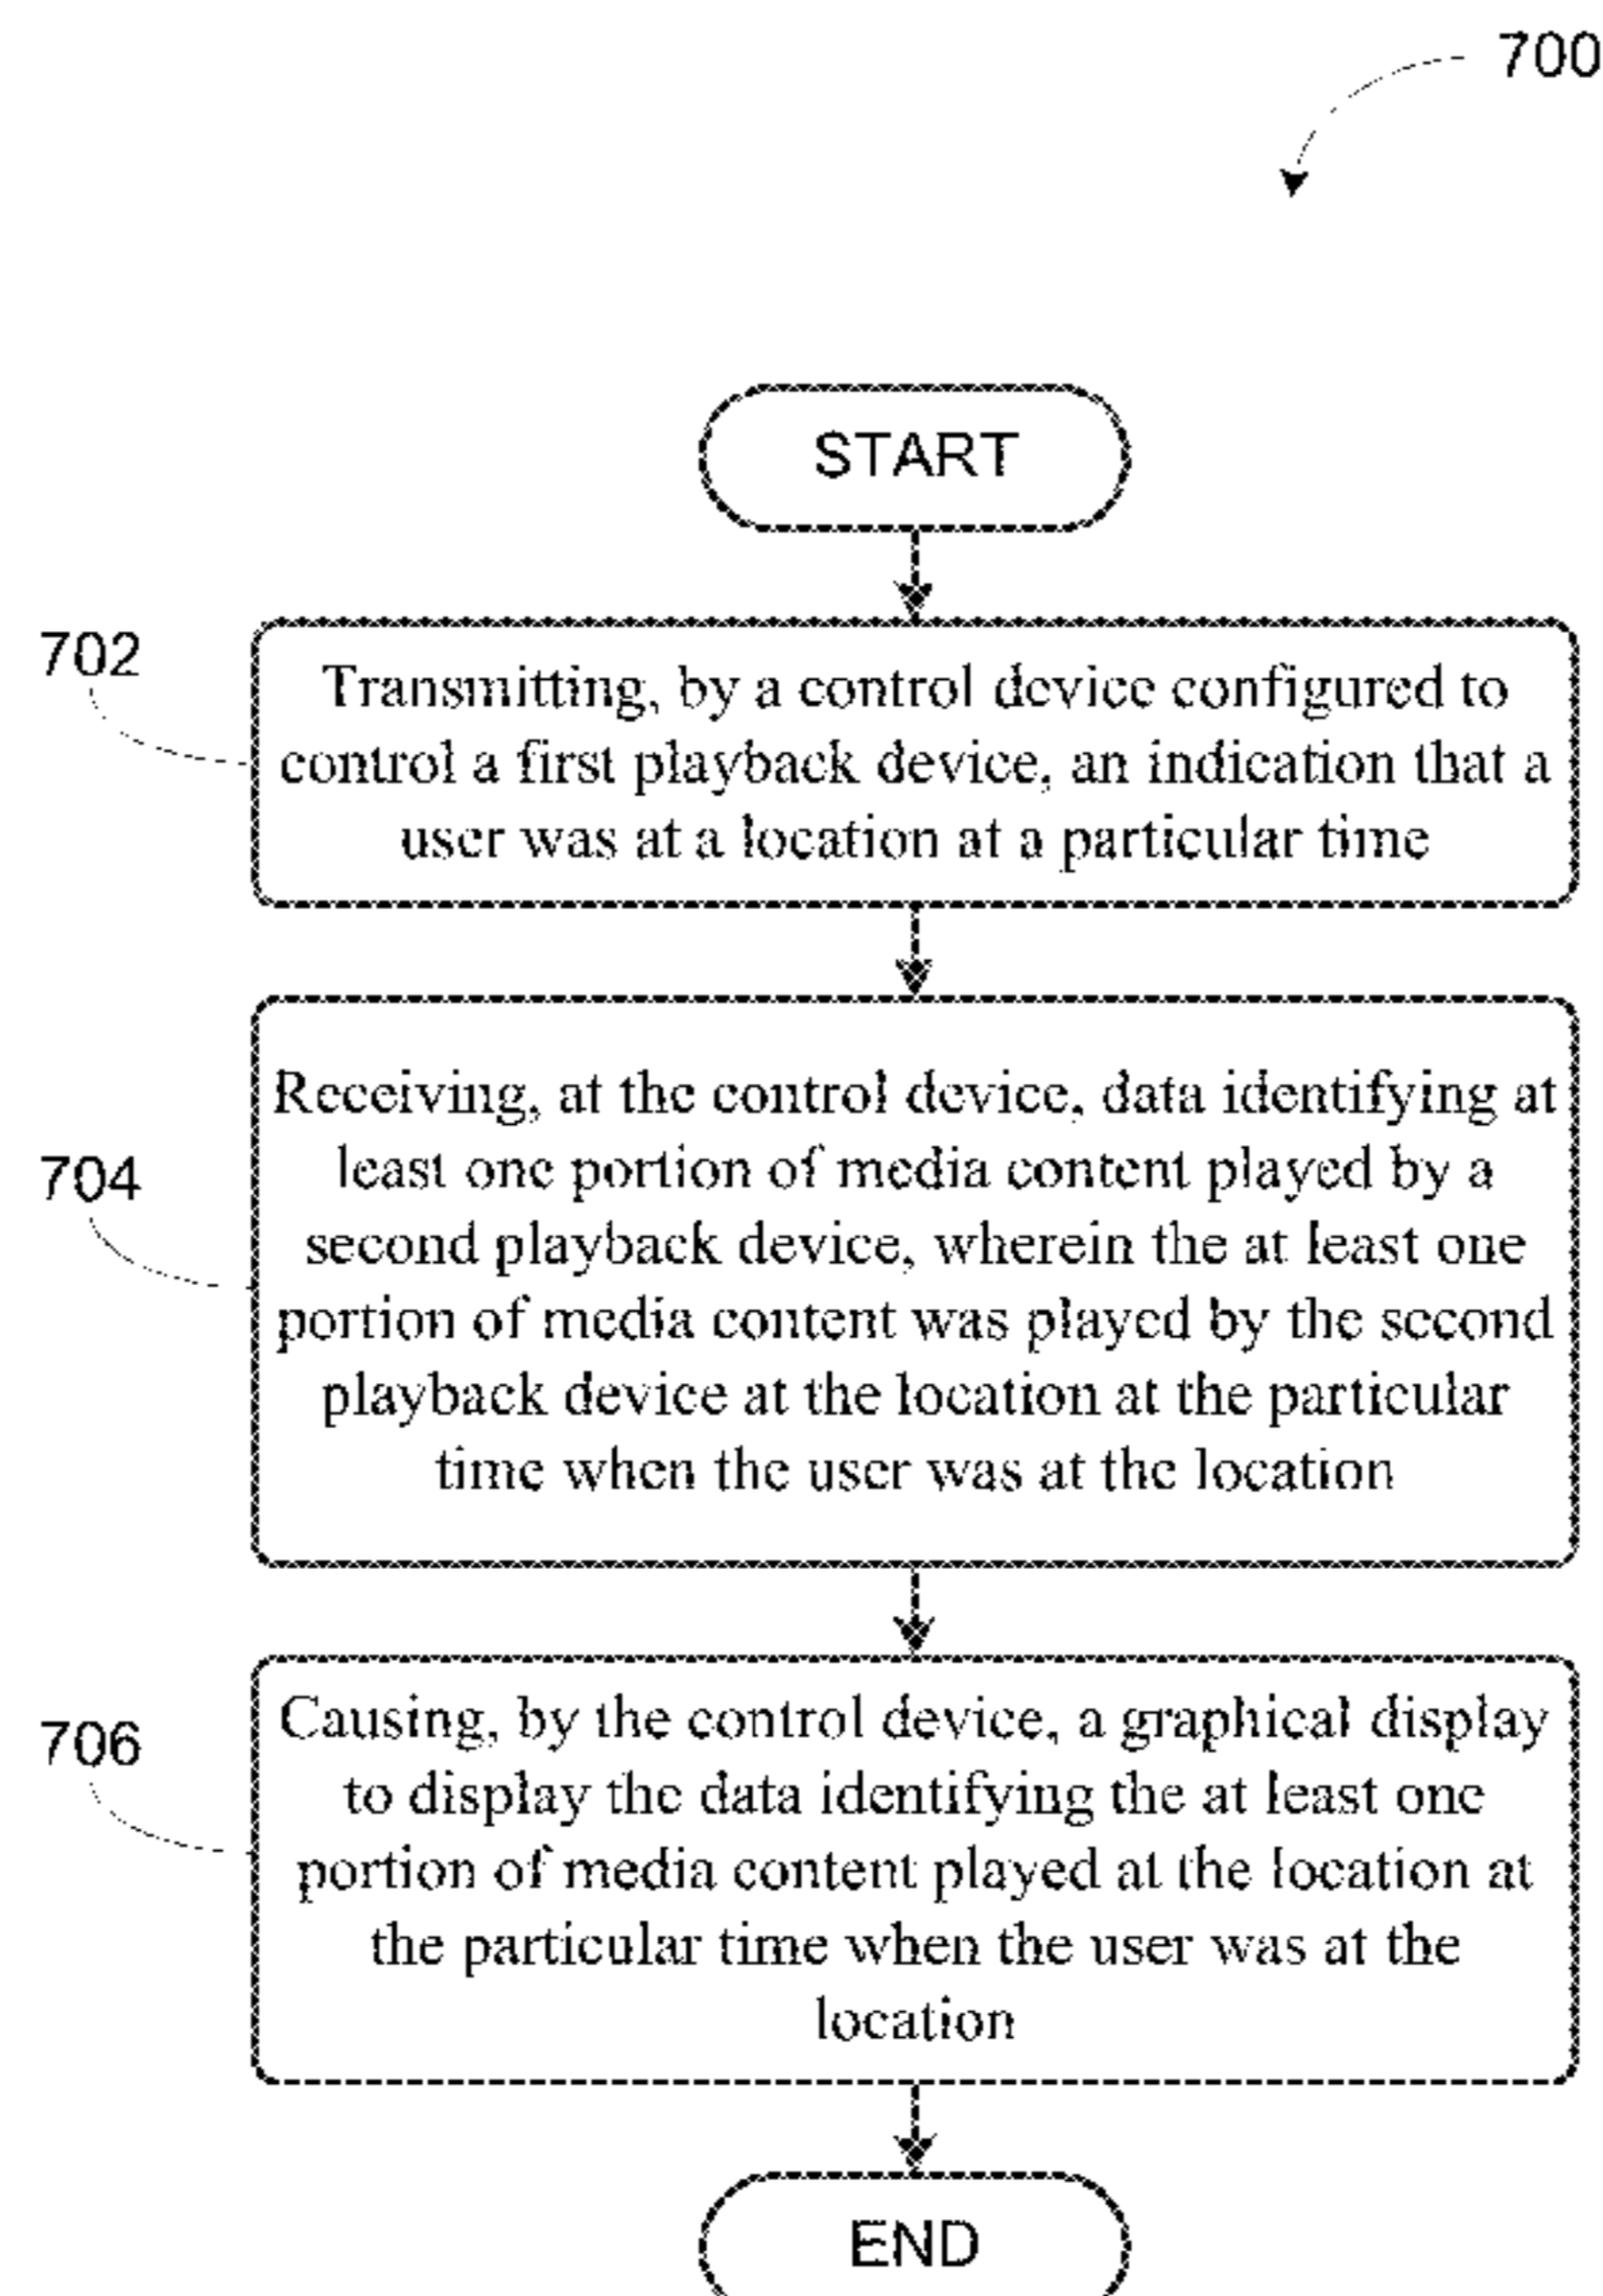 700
START
702
Transmitting, by a control device configured to
control a first playback device, an indication that a
user was at a location at a particular time
704
Receiving, at the control device, data identifying at
least one portion of media content played by a
second playback device, wherein the at least one
portion of media content was played by the second
playback device at the location at the particular
time when the user was at the location
706
Causing, by the control device, a graphical display
to display the data identifying the at least one
portion of media content played at the location at
the particular time when the user was at the
location
END